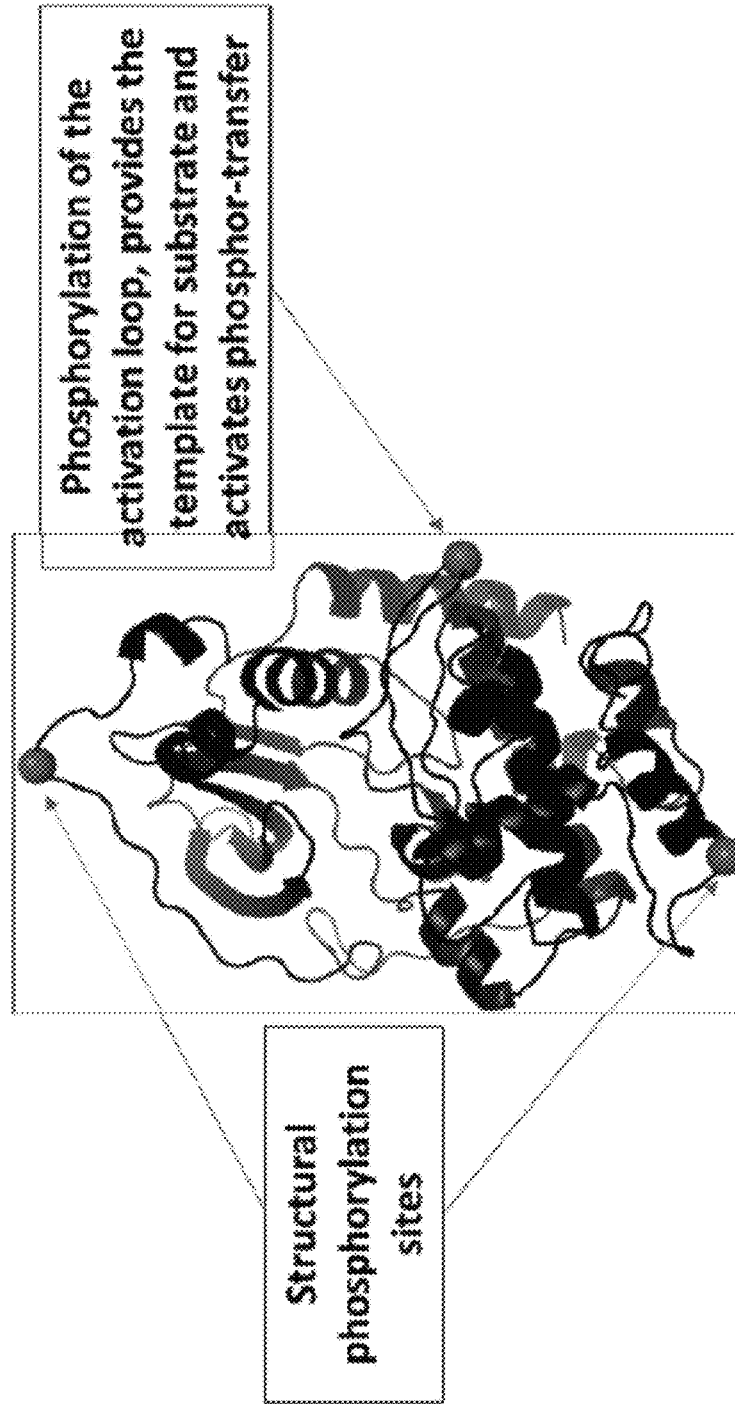 Structural
phosphorylation
sites
Phosphorylation of the
activation loop, provides the
template for substrate and
activates phosphor-transfer